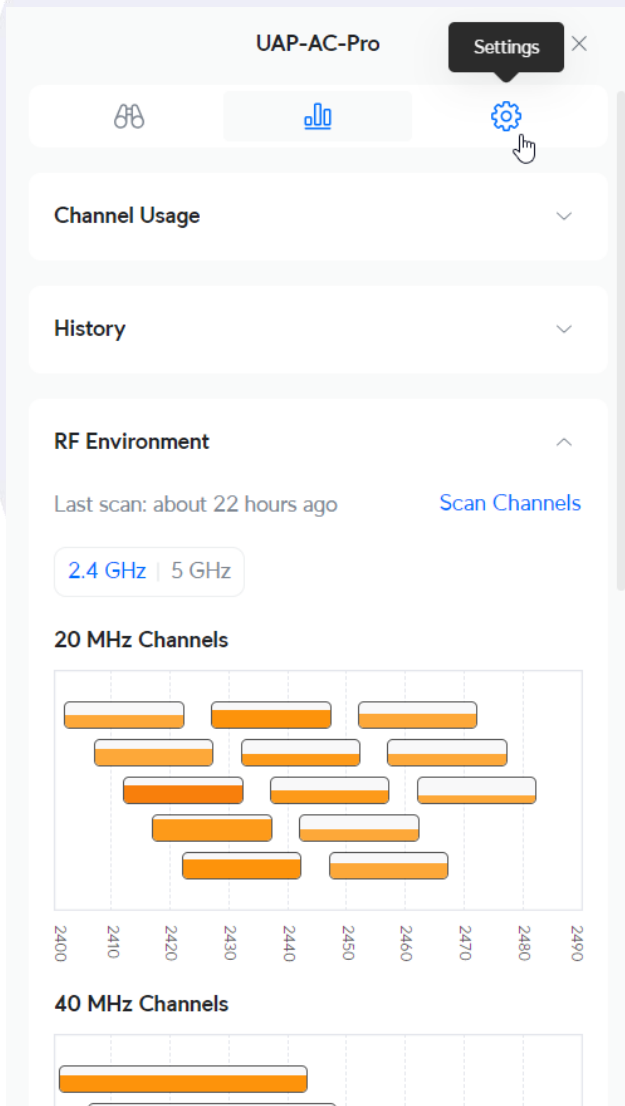 UAP-AC-Pro
Settings
Channel Usage
History
RF Environment
Last scan: about 22 hours ago
Scan Channels
2.4 GHz
5 GHz
20 MHz Channels
2400
2410
2420
2430
2440
2450
2460
2470
2480
2490
40 MHz Channels